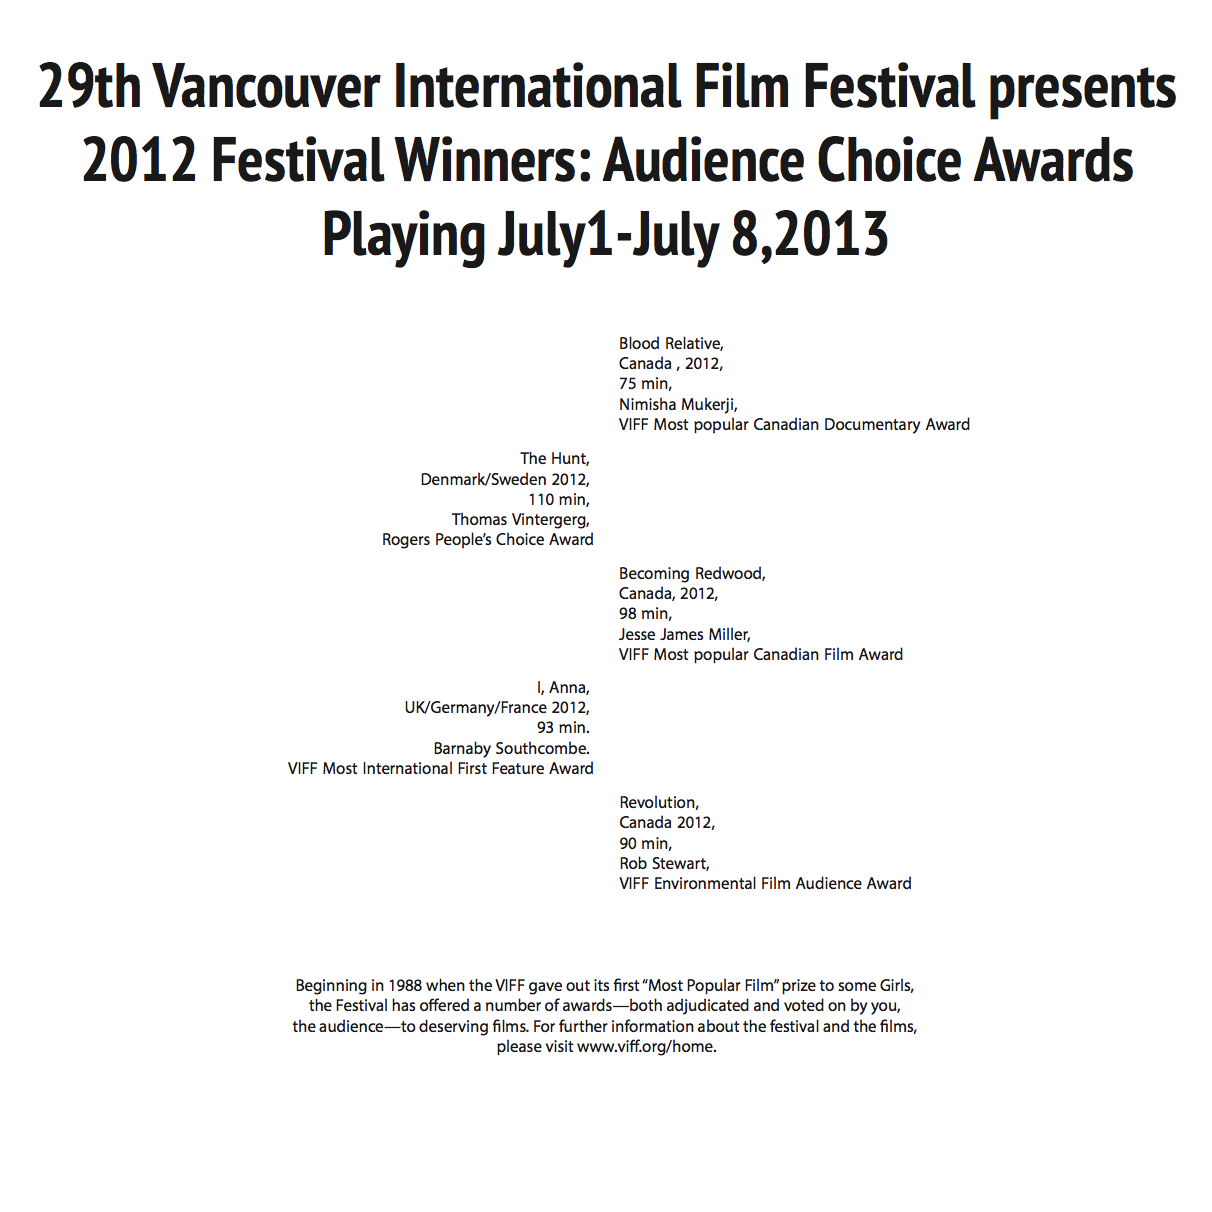 29th Vancouver International Film Festival presents
2012 Festival Winners: Audience Choice Awards
Playing July1-July 8,2013
Blood Relative,
Canada , 2012,
75 min,
Nimisha Mukerji,
VIFF Most popular Canadian Documentary Award
The Hunt,
Denmark/Sweden 2012,
110 min,
Thomas Vintergerg,
Rogers People’s Choice Award
Becoming Redwood,
Canada, 2012,
98 min,
Jesse James Miller,
VIFF Most popular Canadian Film Award
I, Anna,
UK/Germany/France 2012,
93 min.
Barnaby Southcombe.
VIFF Most International First Feature Award
Revolution,
Canada 2012,
90 min,
Rob Stewart,
VIFF Environmental Film Audience Award
Beginning in 1988 when the VIFF gave out its first “Most Popular Film” prize to some Girls,
the Festival has offered a number of awards—both adjudicated and voted on by you,
the audience—to deserving films. For further information about the festival and the films,
please visit www.viff.org/home.